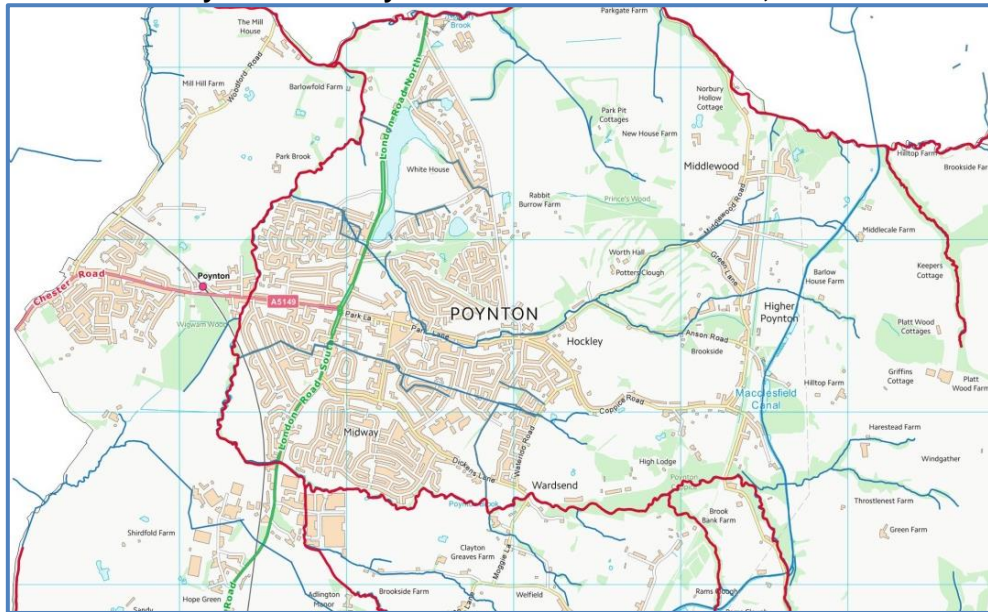 The Mill
House
Brook
Parkgate Farm
Mill Hill Farm
Woodford Road
Barlowfold Farm
London Road North
Norbury
Hollow
Cottage
Park Pit
Cottages
New House Farm
Hilltop Farm
Brookside Farm
Park Brook
White House
Middlewood
Rabbit
Burrow Farm
Prince's Wood
Middlewood Road
Middlecale Farm
Worth Hall
Potters Clough
Green Lane
Keepers
Cottage
Chester Road
Poynton
A5149
Wigwam Wood
Park La
Park Lane
POYNTON
Hockley
Barlow
House Farm
Higher
Poynton
Anson Road
Brookside
Platt Wood
Cottages
Griffins
Cottage
Platt
Wood Farm
London Road South
Hilltop Farm
Macclesfield
Canal
Coppice Road
Harestead Farm
Midway
Dickens Lane
Waterloo Road
High Lodge
Windgather
Wardsend
Poynton
Throstlenest Farm
Brook
Bank Farm
Green Farm
Shirdfold Farm
Clayton
Greaves Farm
Moggie La
Hope Green
Road
Adlington
Manor
Brookside Farm
Welfield
Rams Clough
Sandy